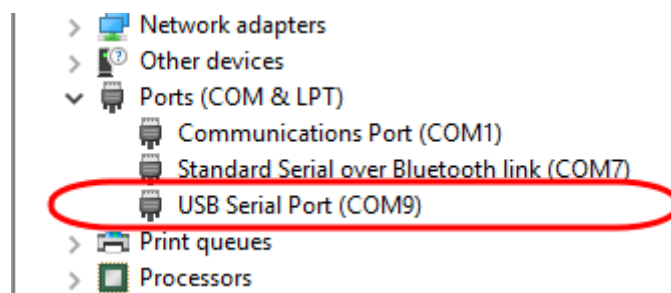 Network adapters
Other devices
Ports (COM & LPT)
Communications Port (COM1)
Standard Serial over Bluetooth link (COM7)
USB Serial Port (COM9)
Print queues
Processors